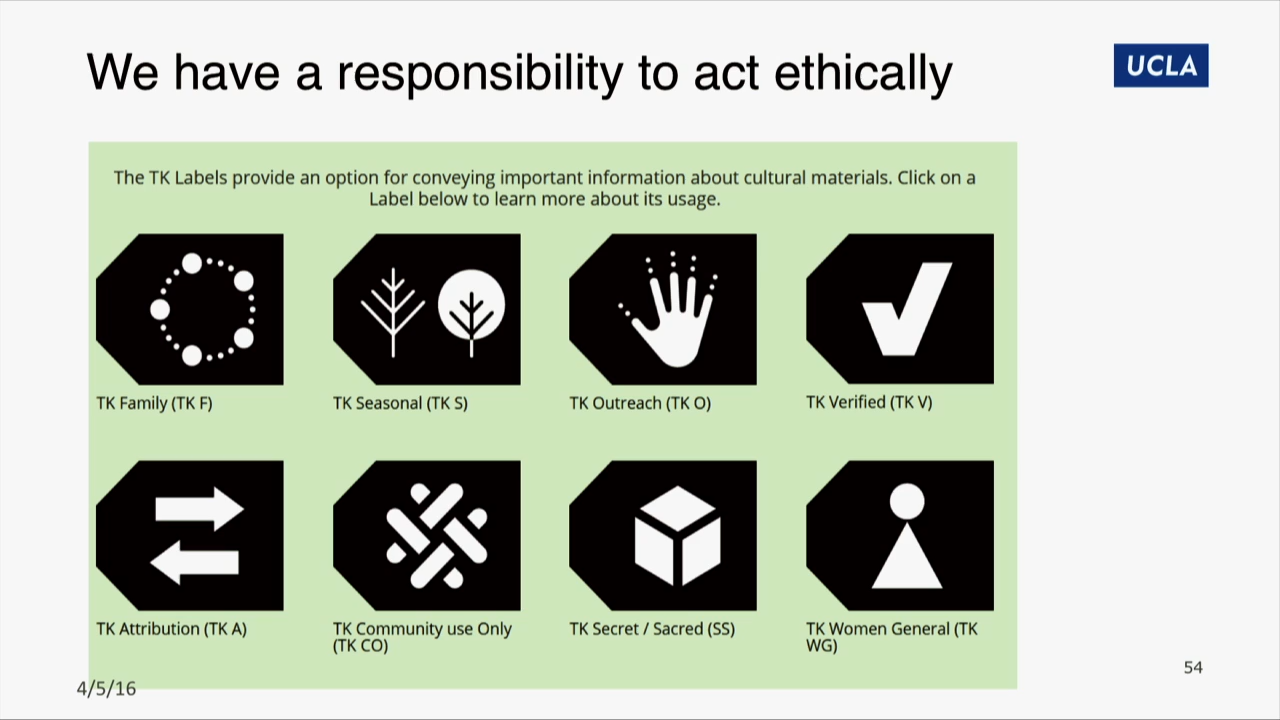 We have a responsibility to act ethically
UCLA
The TK Labels provide an option for conveying important information about cultural materials. Click on a
Label below to learn more about its usage.
TK Family (TK F)
TK Seasonal (TK S)
TK Outreach (TK O)
TK Verified (TK V)
TK Attribution (TK A)
TK Community use Only
(TK CO)
TK Secret / Sacred (SS)
TK Women General (TK
WG)
4/5/16
54